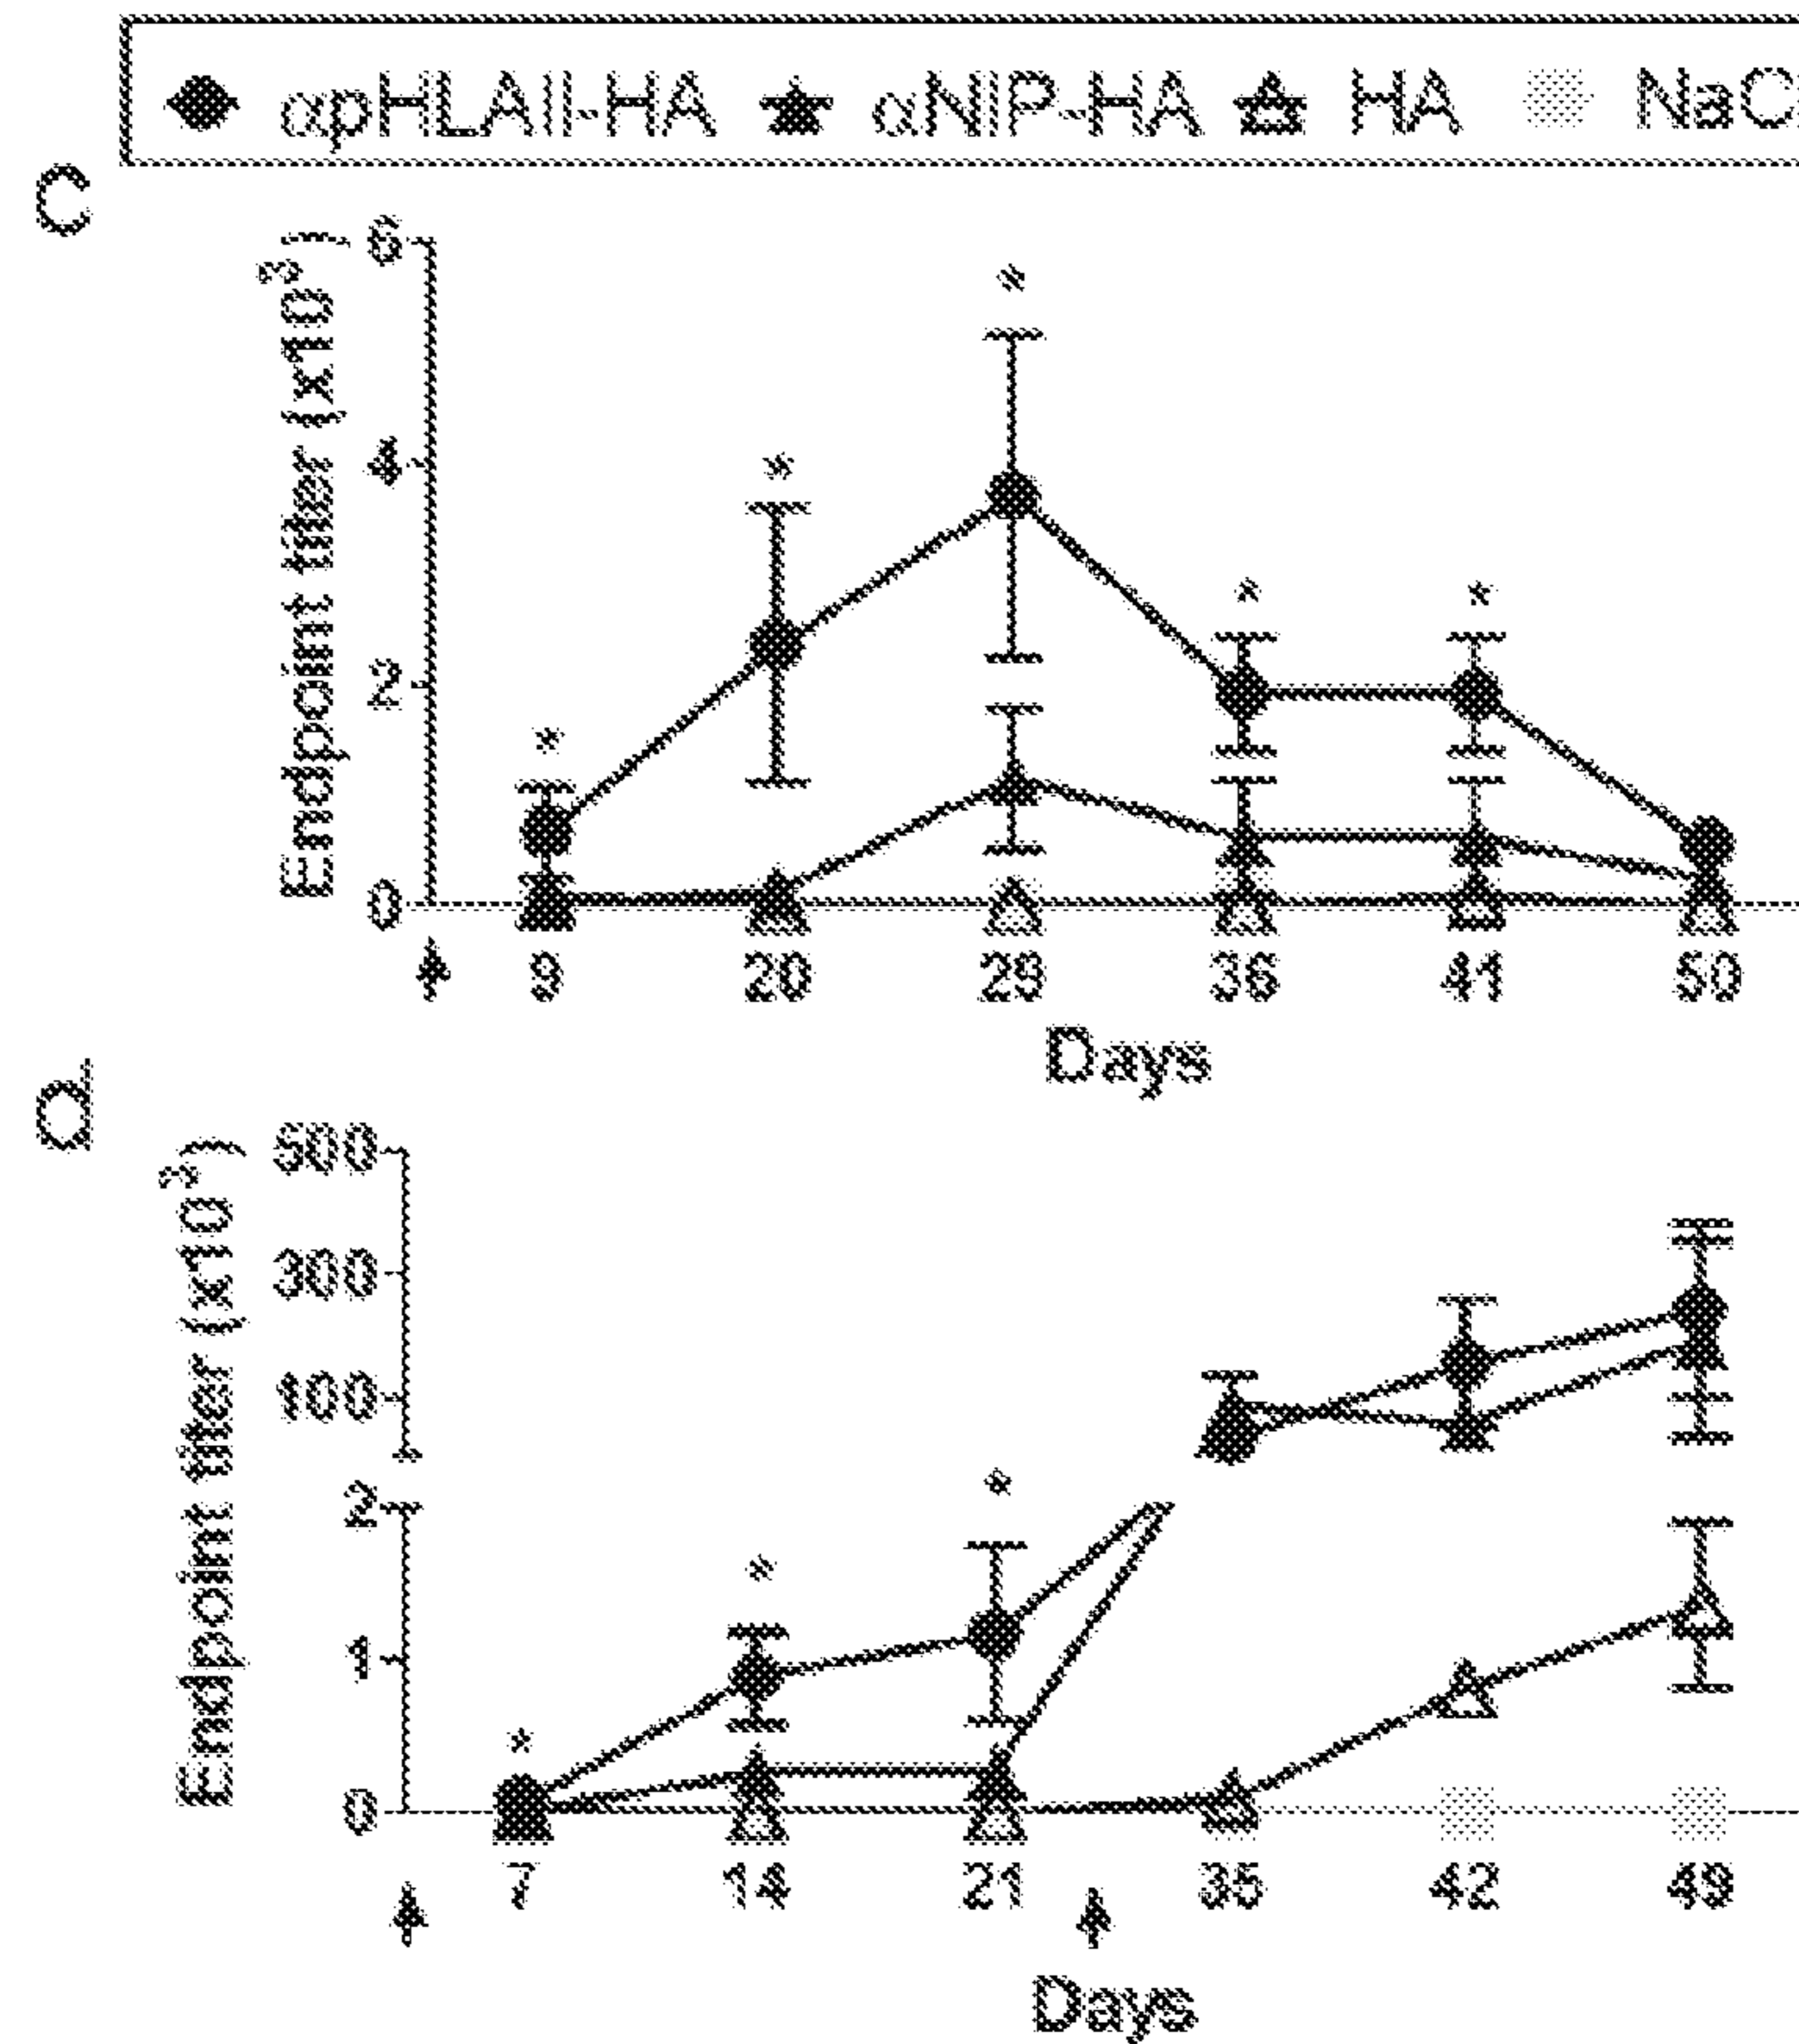 αpHLAII-HA αNIP-HA HA NaCl
c
Endpoint titer (x10³)
6
4
2
0
9 20 29 36 41 50
Days
* * * * *
d
Endpoint titer (x10³)
500
300
100
2
1
0
* * *
7 14 21 35 42 49
Days